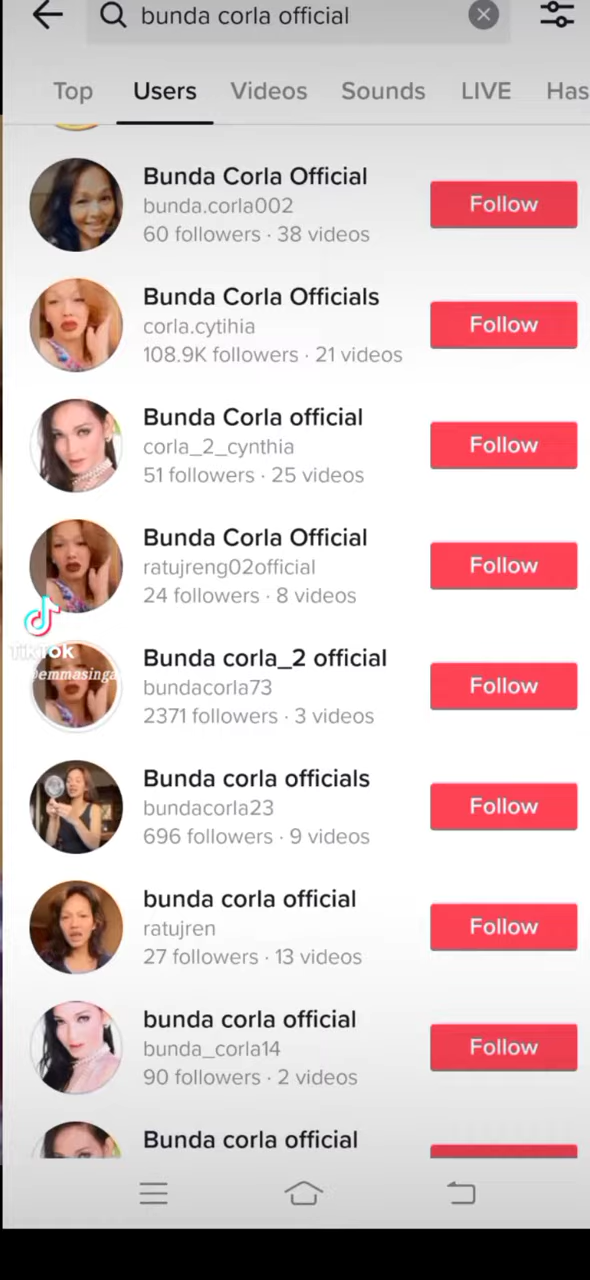 bunda corla official
Top Users Videos Sounds LIVE Has
Bunda Corla Official
bunda.corla002
60 followers · 38 videos
Follow
Bunda Corla Officials
corla.cytihia
108.9K followers · 21 videos
Follow
Bunda Corla official
corla_2_cynthia
51 followers · 25 videos
Follow
Bunda Corla Official
ratujreng02official
24 followers · 8 videos
Follow
TikTok
@emmasinga
Bunda corla_2 official
bundacorla73
2371 followers · 3 videos
Follow
Bunda corla officials
bundacorla23
696 followers · 9 videos
Follow
bunda corla official
ratujren
27 followers · 13 videos
Follow
bunda corla official
bunda_corla14
90 followers · 2 videos
Follow
Bunda corla official